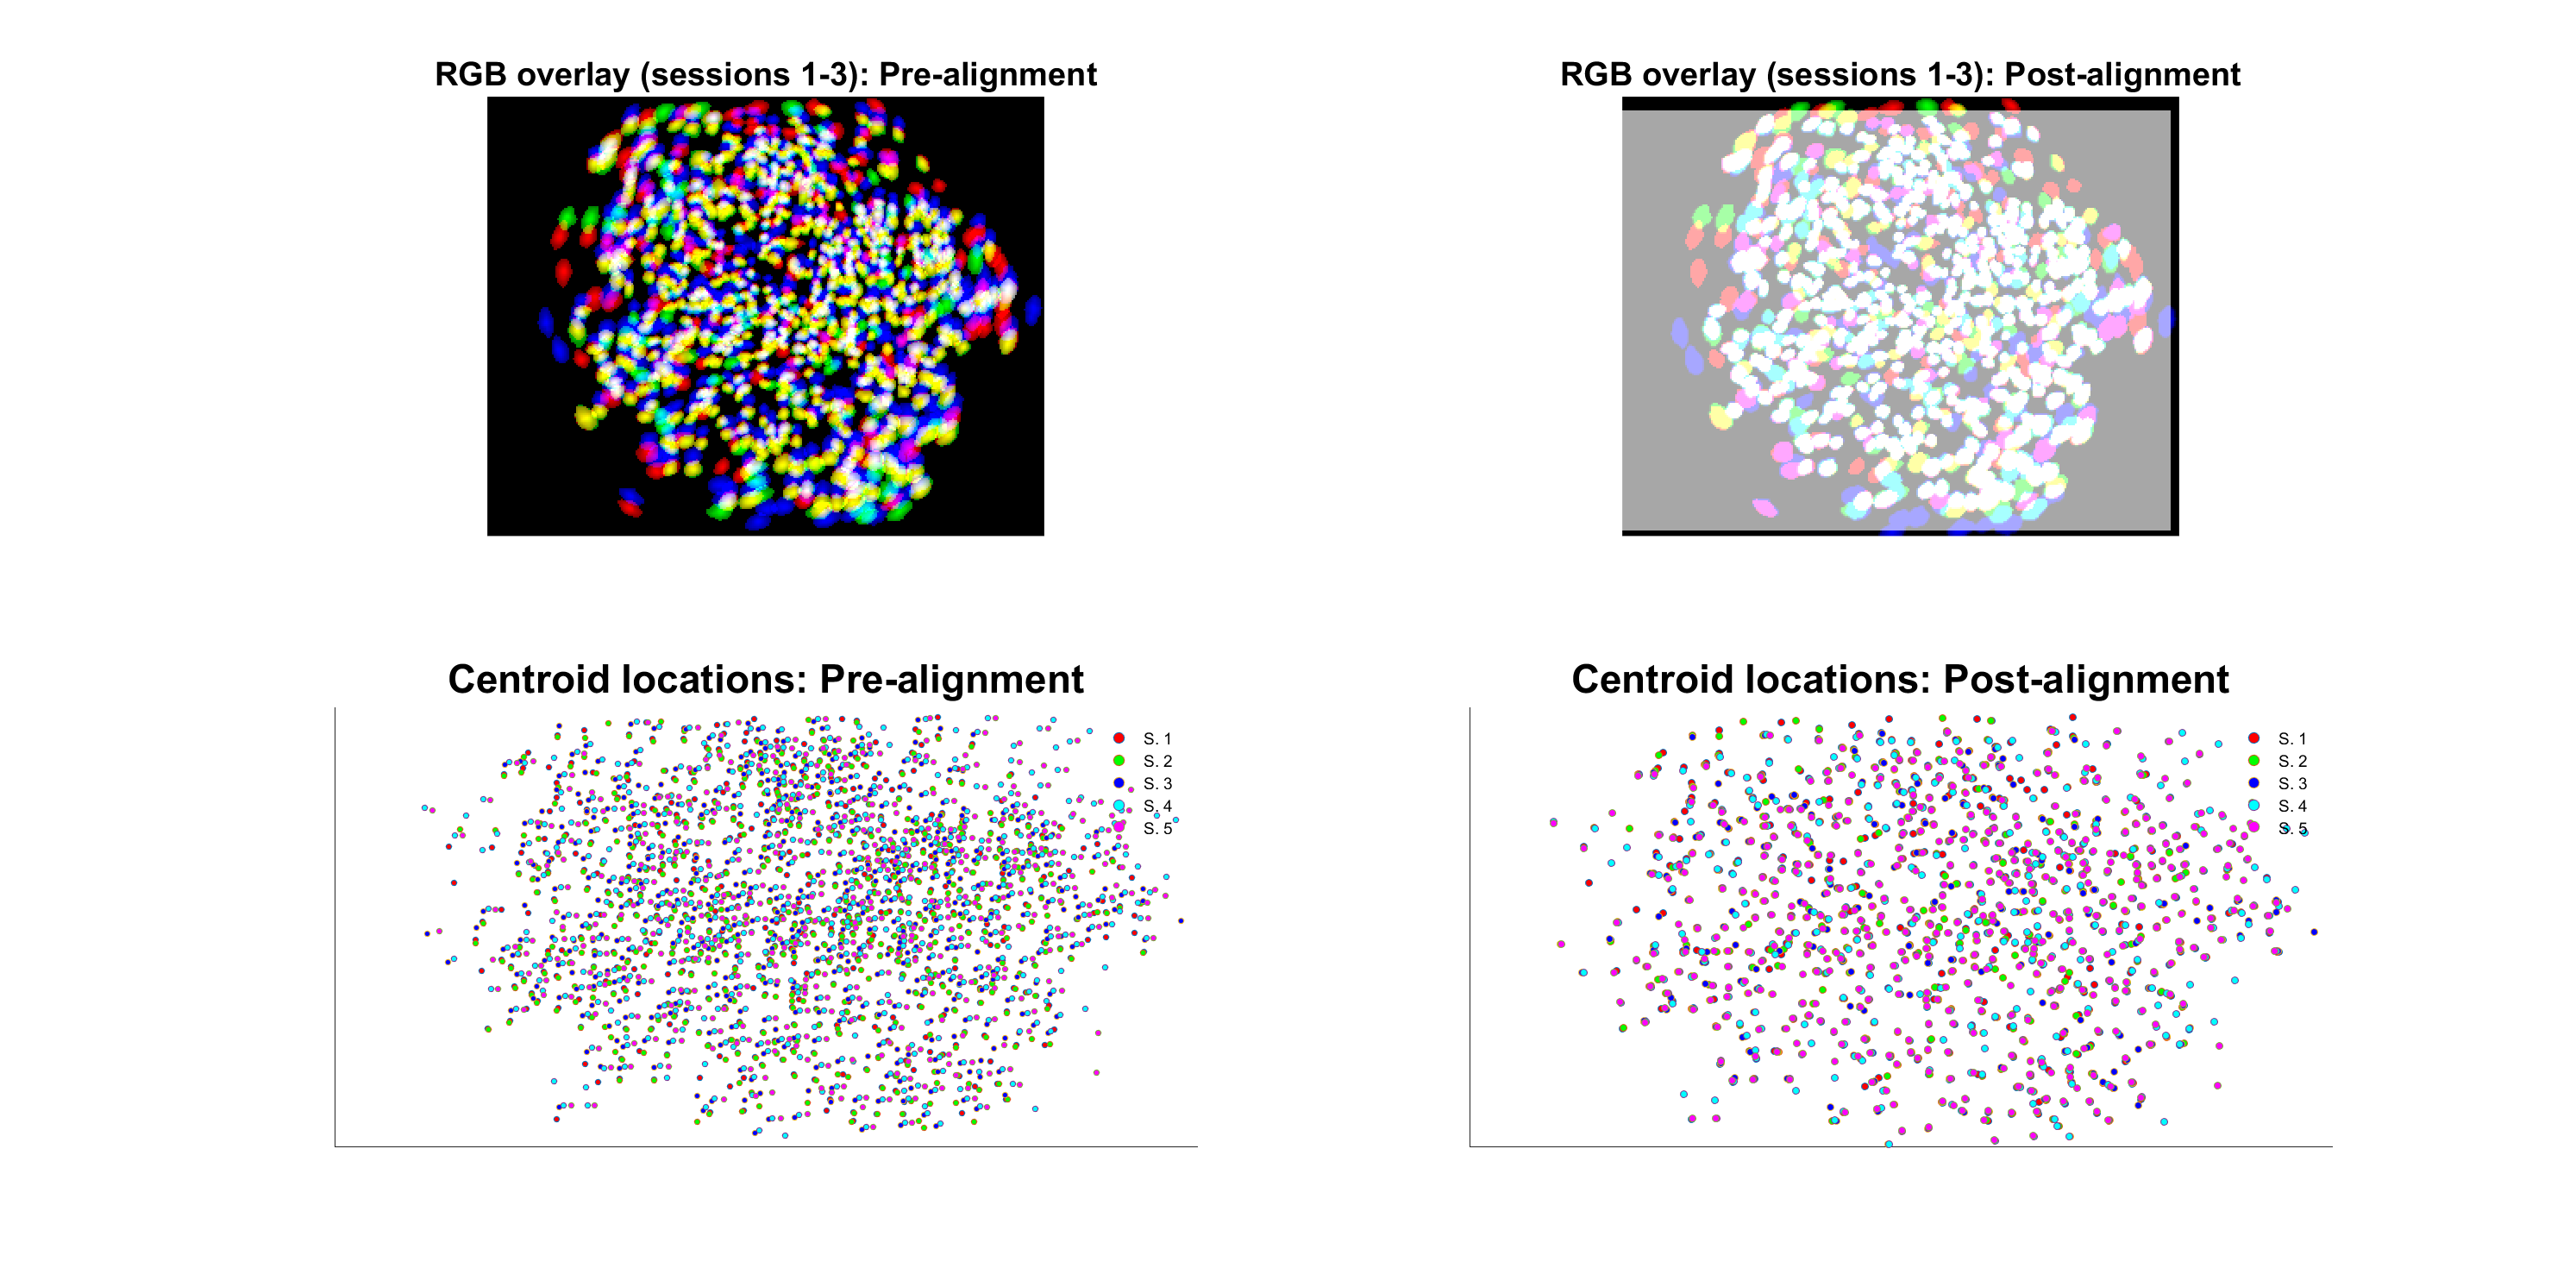 RGB overlay (sessions 1-3): Pre-alignment
RGB overlay (sessions 1-3): Post-alignment
Centroid locations: Pre-alignment
S. 1
S. 2
S. 3
S. 4
S. 5
Centroid locations: Post-alignment
S. 1
S. 2
S. 3
S. 4
S. 5